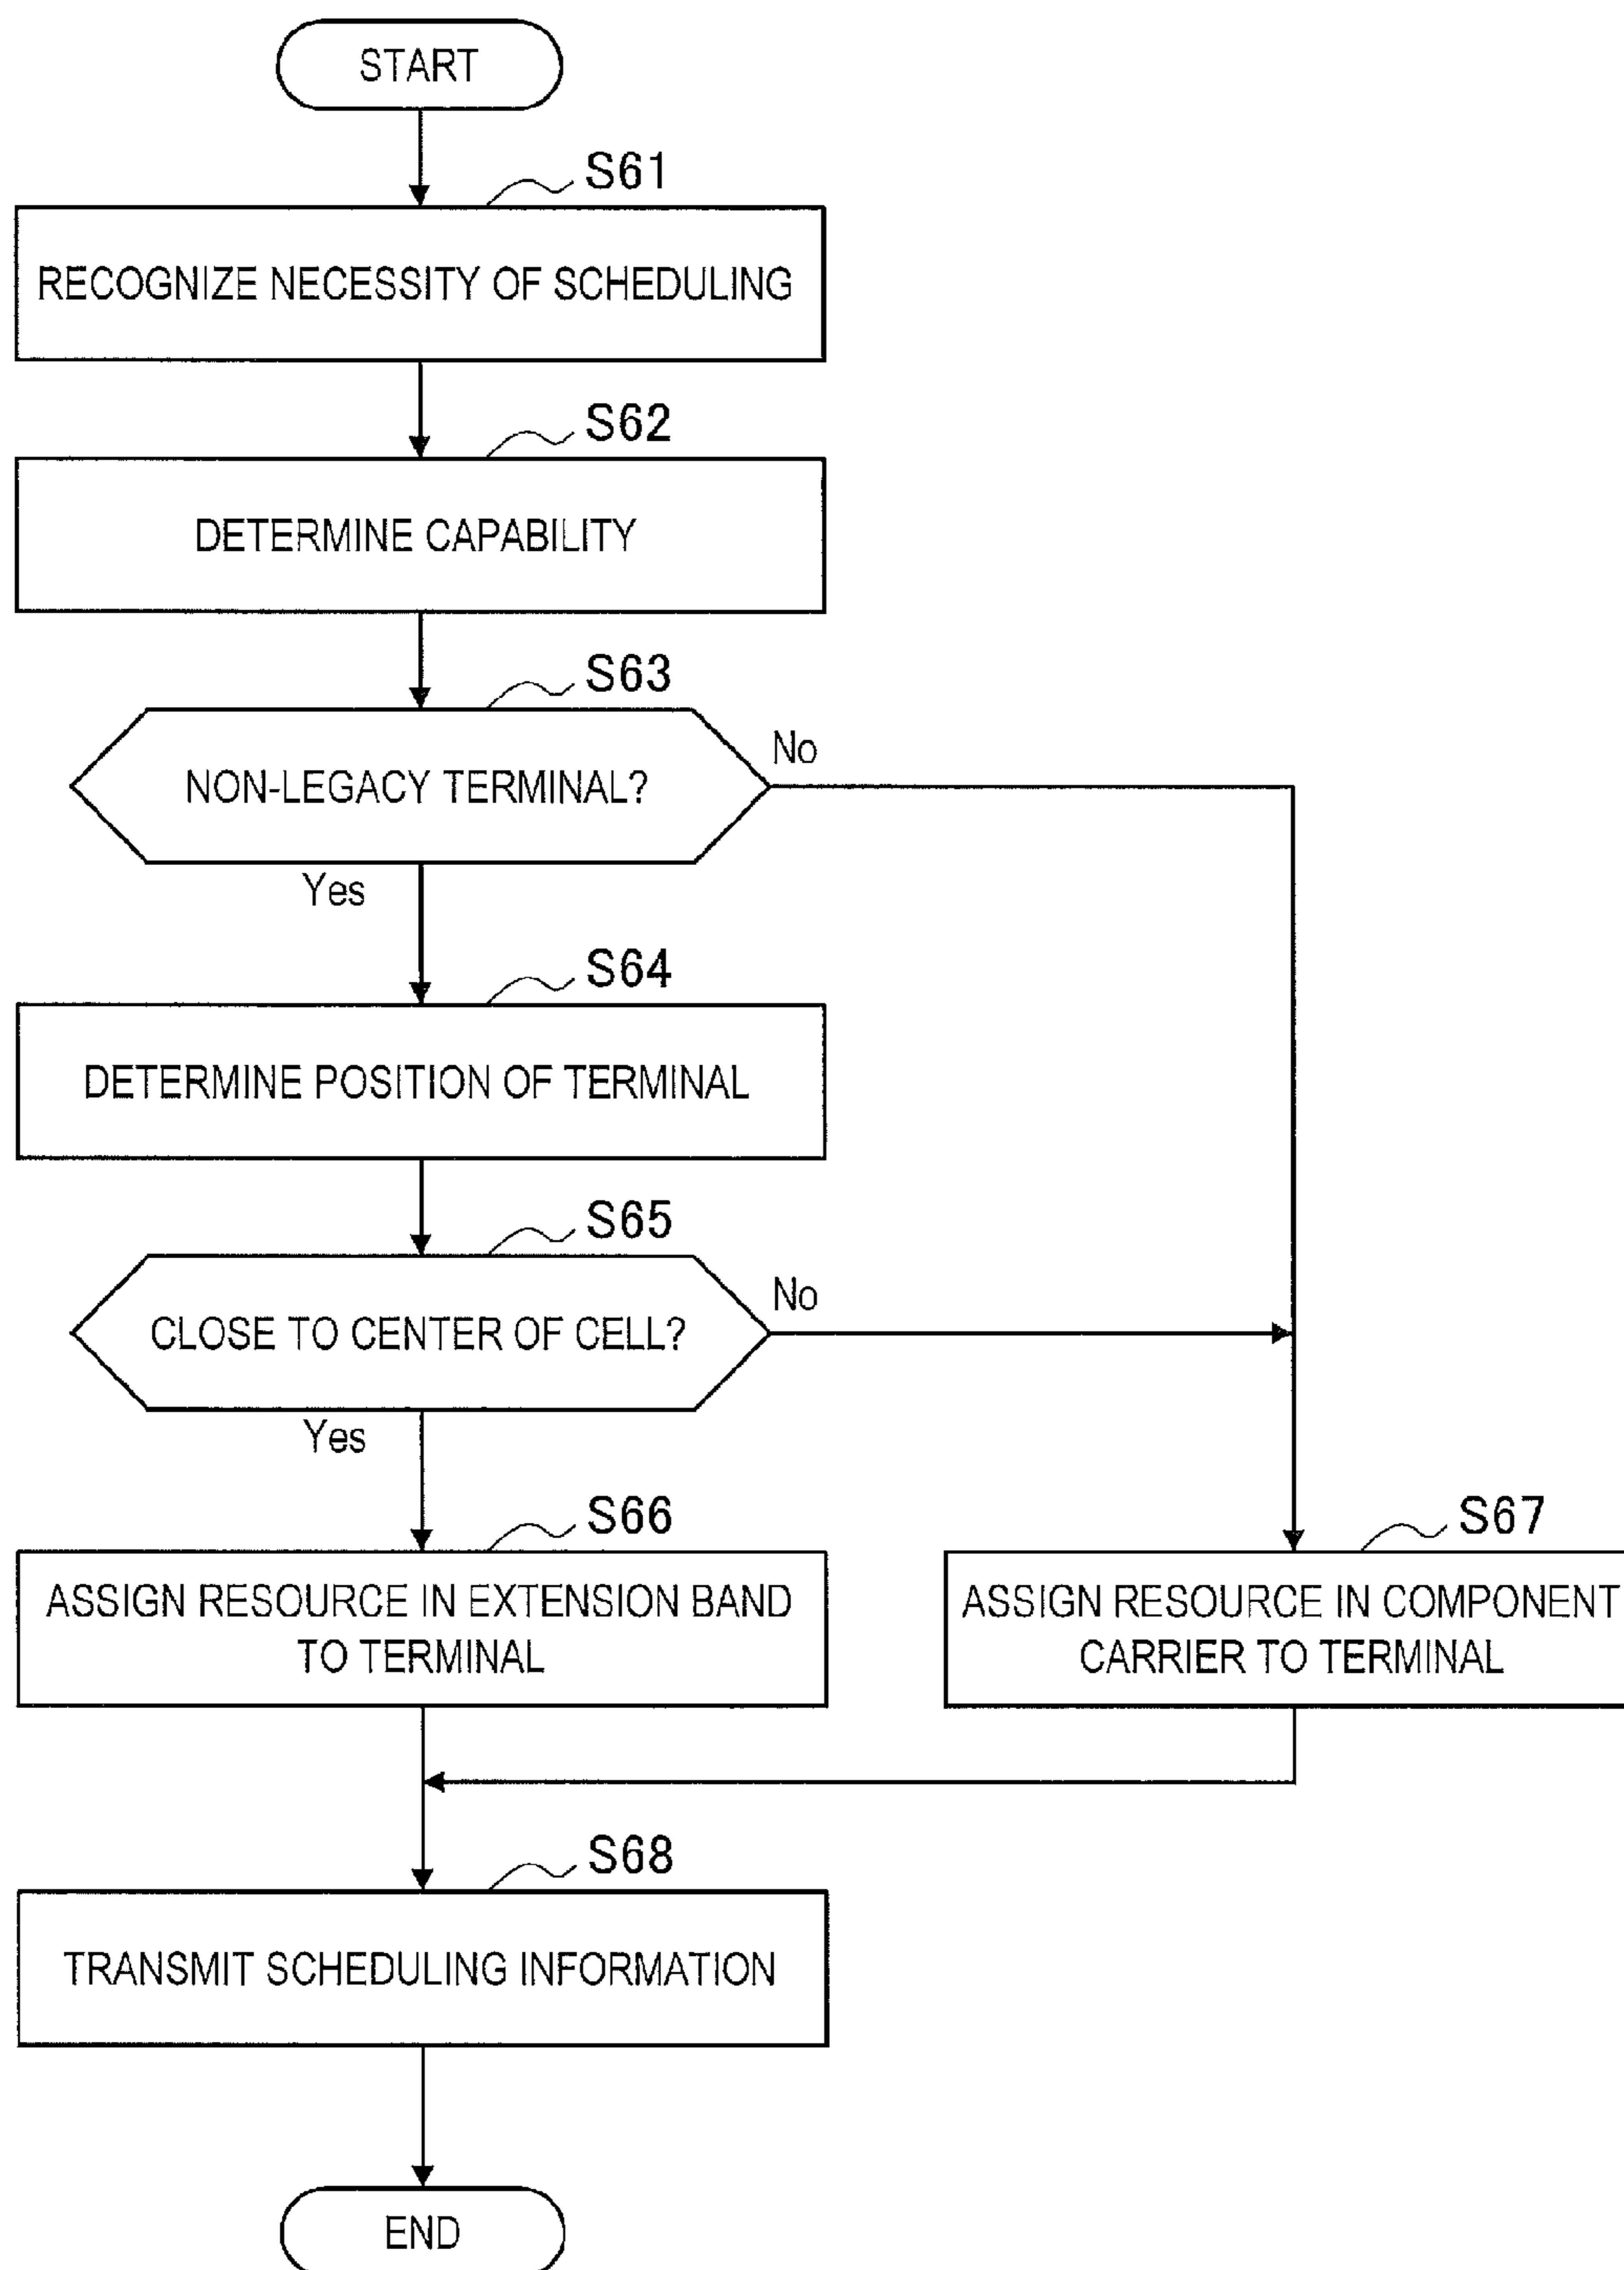 START
S61
RECOGNIZE NECESSITY OF SCHEDULING
S62
DETERMINE CAPABILITY
S63
NON-LEGACY TERMINAL?
No
Yes
S64
DETERMINE POSITION OF TERMINAL
S65
CLOSE TO CENTER OF CELL?
No
Yes
S66
ASSIGN RESOURCE IN EXTENSION BAND
TO TERMINAL
S67
ASSIGN RESOURCE IN COMPONENT
CARRIER TO TERMINAL
S68
TRANSMIT SCHEDULING INFORMATION
END